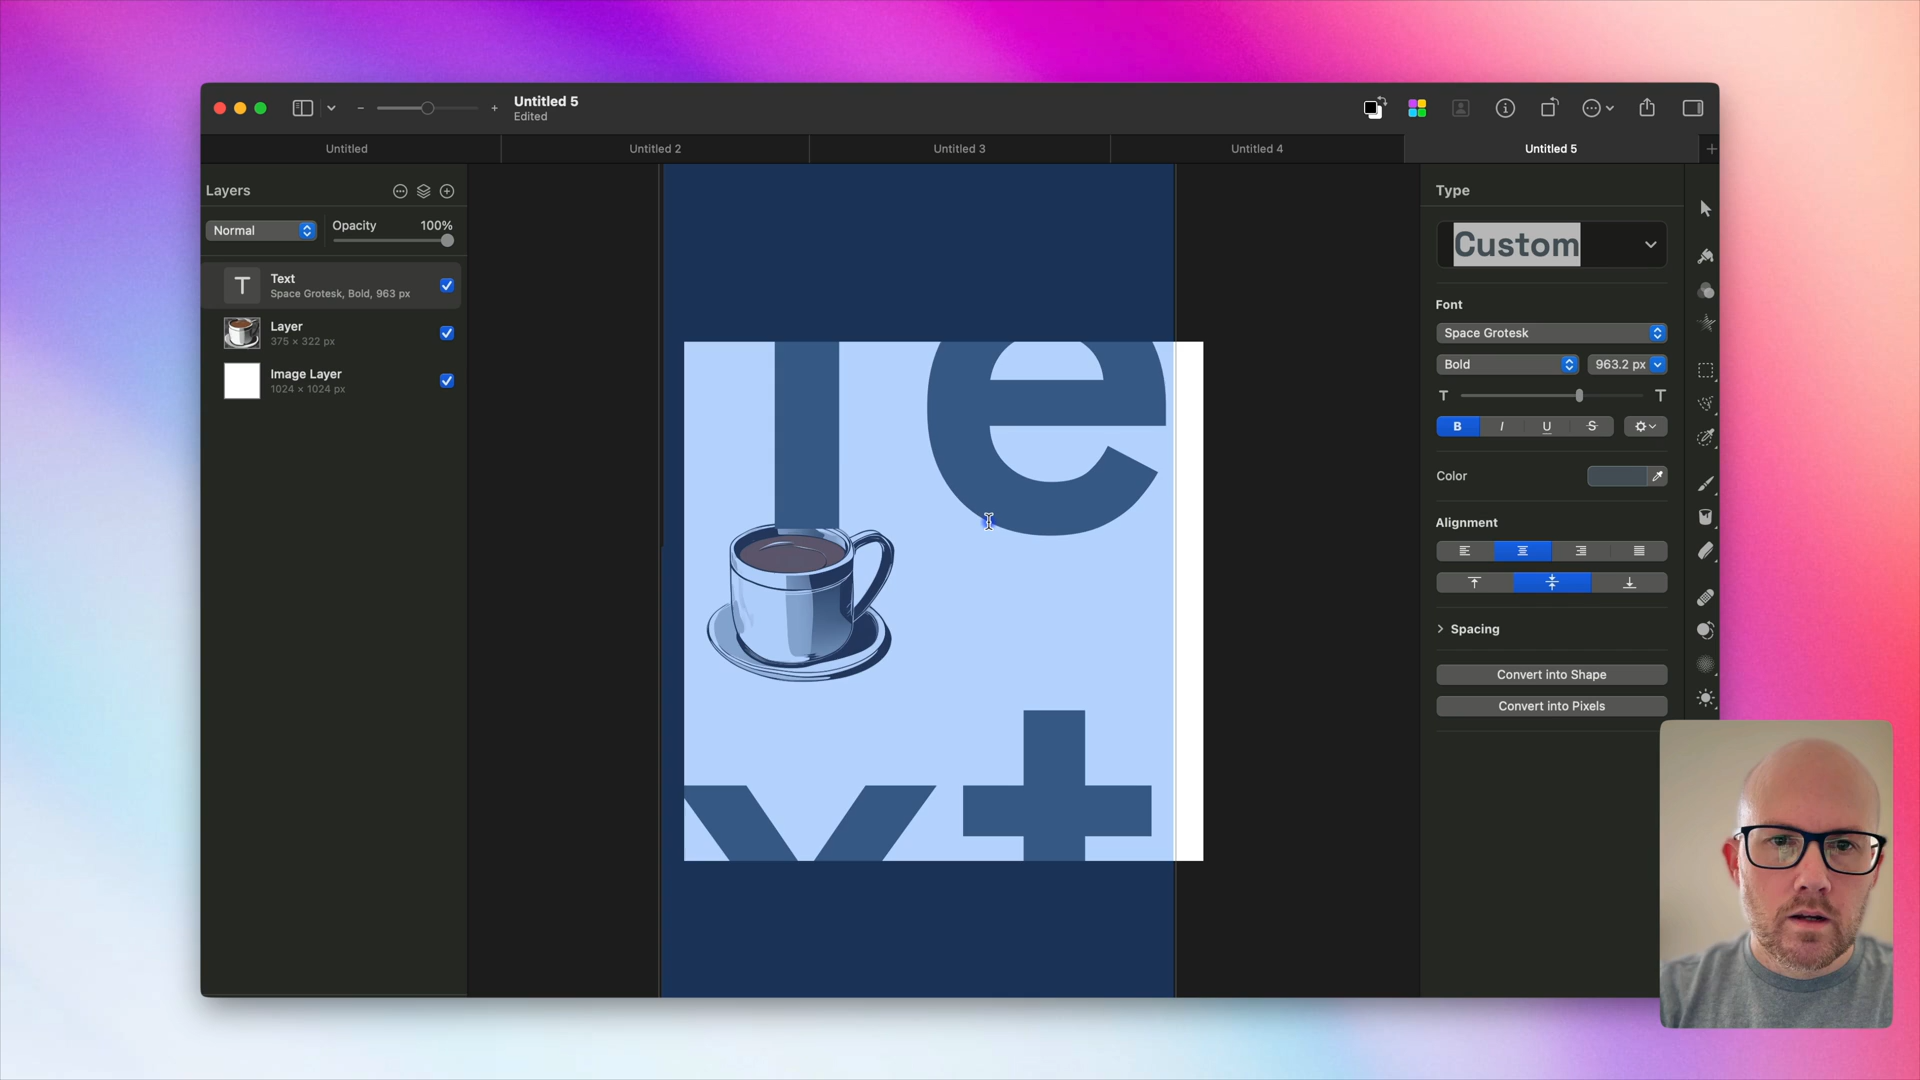 Untitled 5
Edited
Untitled
Untitled 2
Untitled 3
Untitled 4
Untitled 5
Layers
Normal
Opacity
100%
Text
Space Grotesk, Bold, 963 px
Layer
375 × 322 px
Image Layer
1024 × 1024 px
Te
xt
Type
Custom
Font
Space Grotesk
Bold
963.2 px
T
T
B I U S
Color
Alignment
Spacing
Convert into Shape
Convert into Pixels